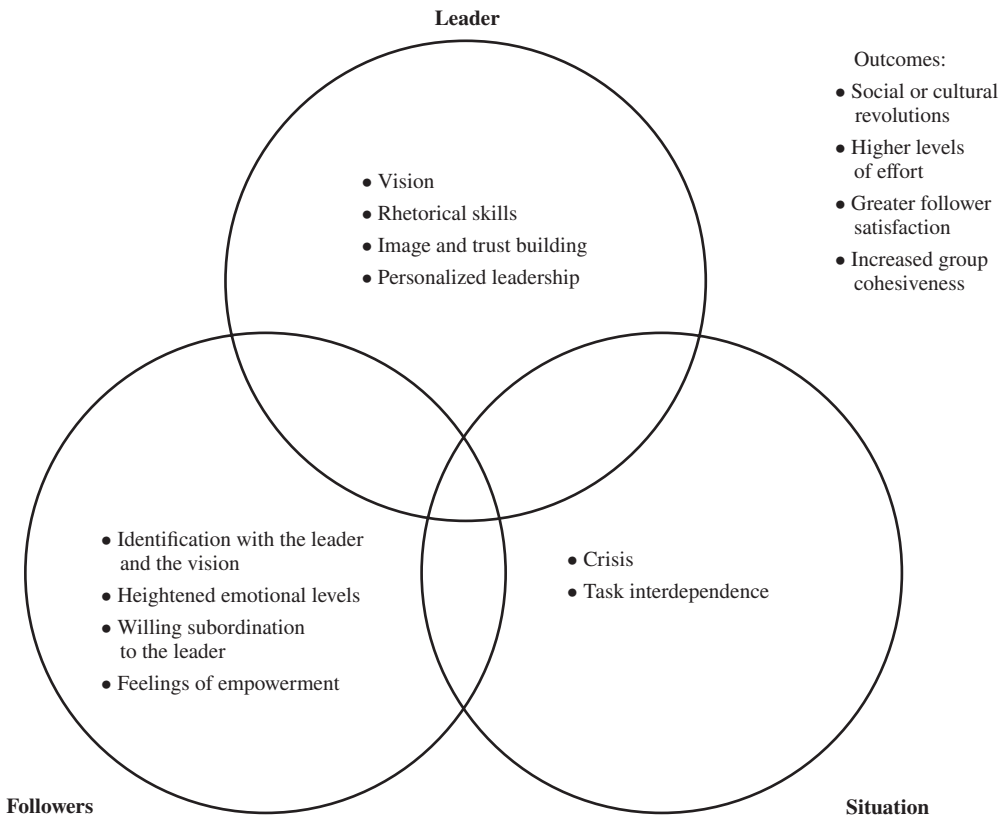 Leader
Outcomes:
• Social or cultural
revolutions
• Higher levels
of effort
• Greater follower
satisfaction
• Increased group
cohesiveness
• Vision
• Rhetorical skills
• Image and trust building
• Personalized leadership
• Identification with the leader
and the vision
• Heightened emotional levels
• Willing subordination
to the leader
• Feelings of empowerment
• Crisis
• Task interdependence
Followers
Situation